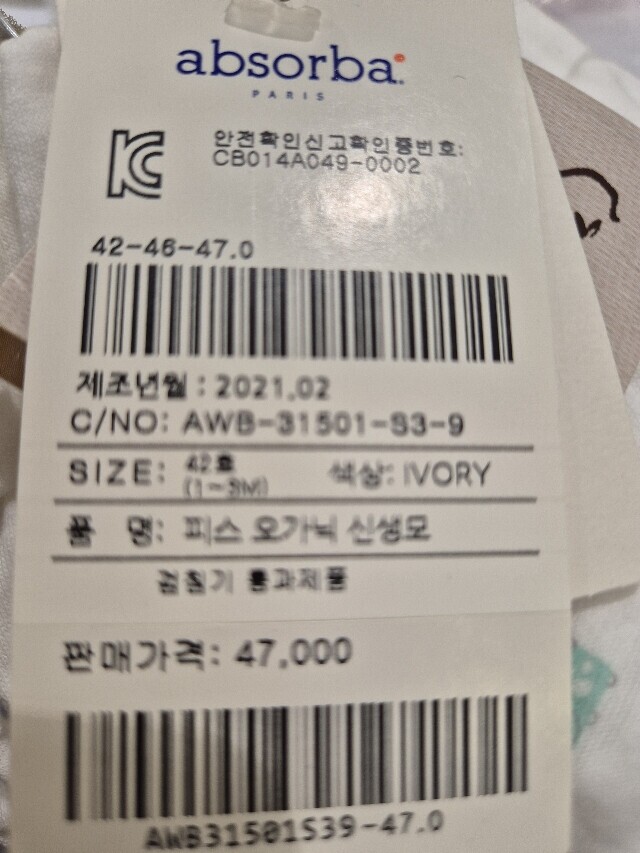 absorba
PARIS
안전확인신고확인증번호:
CB014A049-0002
42-46-47.0
제조년월 : 2021.02
C/NO: AWB-31501-S3-9
SIZE: 42호 색상: IVORY
(1~3M)
품 명: 피스 오가닉 신생모
검침기 통과제품
판매가격: 47,000
AWB31501S39-47.0